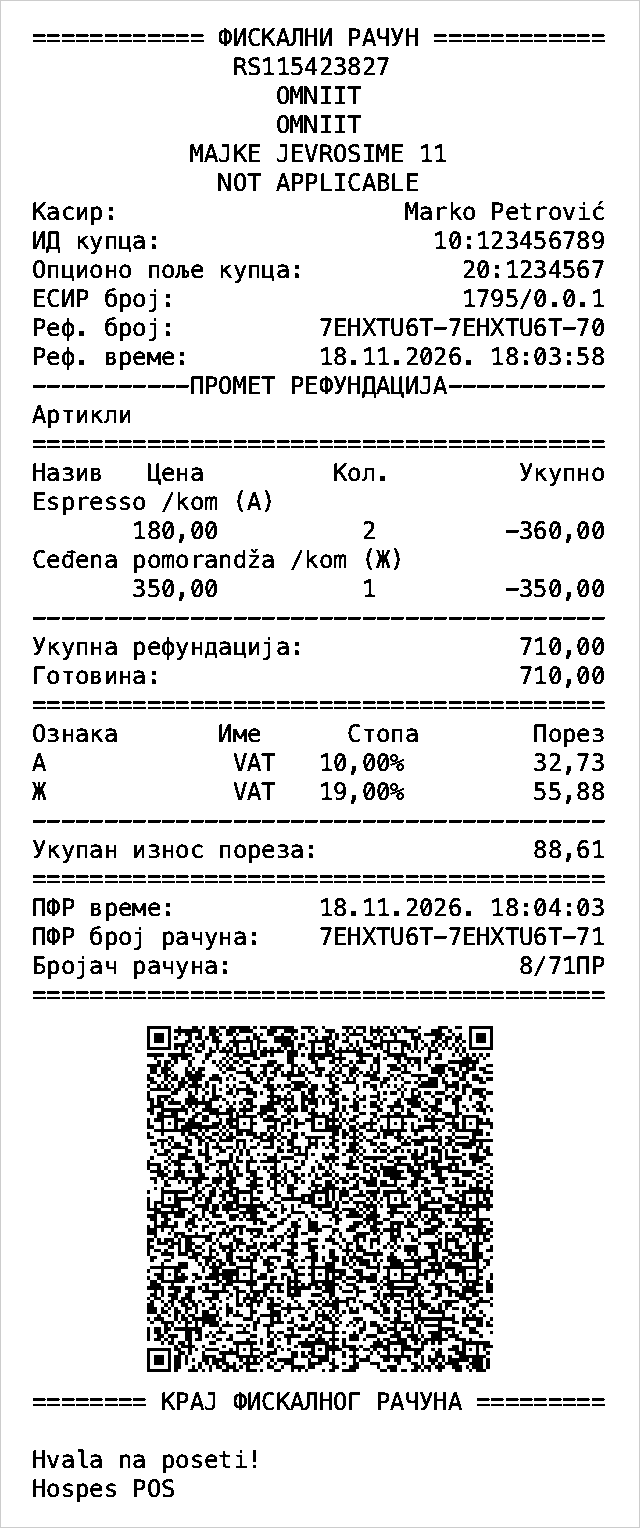 ============ ФИСКАЛНИ РАЧУН ============
RS115423827
OMNIIT
OMNIIT
МАЈКЕ JEVROSIME 11
NOT APPLICABLE
Касир: Marko Petrović
ИД купца: 10:123456789
Опционо поље купца: 20:1234567
ЕСИР број: 1795/0.0.1
Реф. број: 7EHXTU6T-7EHXTU6T-70
Реф. време: 18.11.2026. 18:03:58
-----------ПРОМЕТ РЕФУНДАЦИЈА-----------
Артикли
========================================
Назив Цена Кол. Укупно
Espresso /kom (А)
180,00 2 -360,00
Ceđena pomorandža /kom (Ж)
350,00 1 -350,00
----------------------------------------
Укупна рефундација: 710,00
Готовина: 710,00
========================================
Ознака Име Стопа Порез
А VAT 10,00% 32,73
Ж VAT 19,00% 55,88
----------------------------------------
Укупан износ пореза: 88,61
========================================
ПФР време: 18.11.2026. 18:04:03
ПФР број рачуна: 7EHXTU6T-7EHXTU6T-71
Бројач рачуна: 8/71ПР
========================================
======== КРАЈ ФИСКАЛНОГ РАЧУНА =========
Hvala na poseti!
Hospes POS